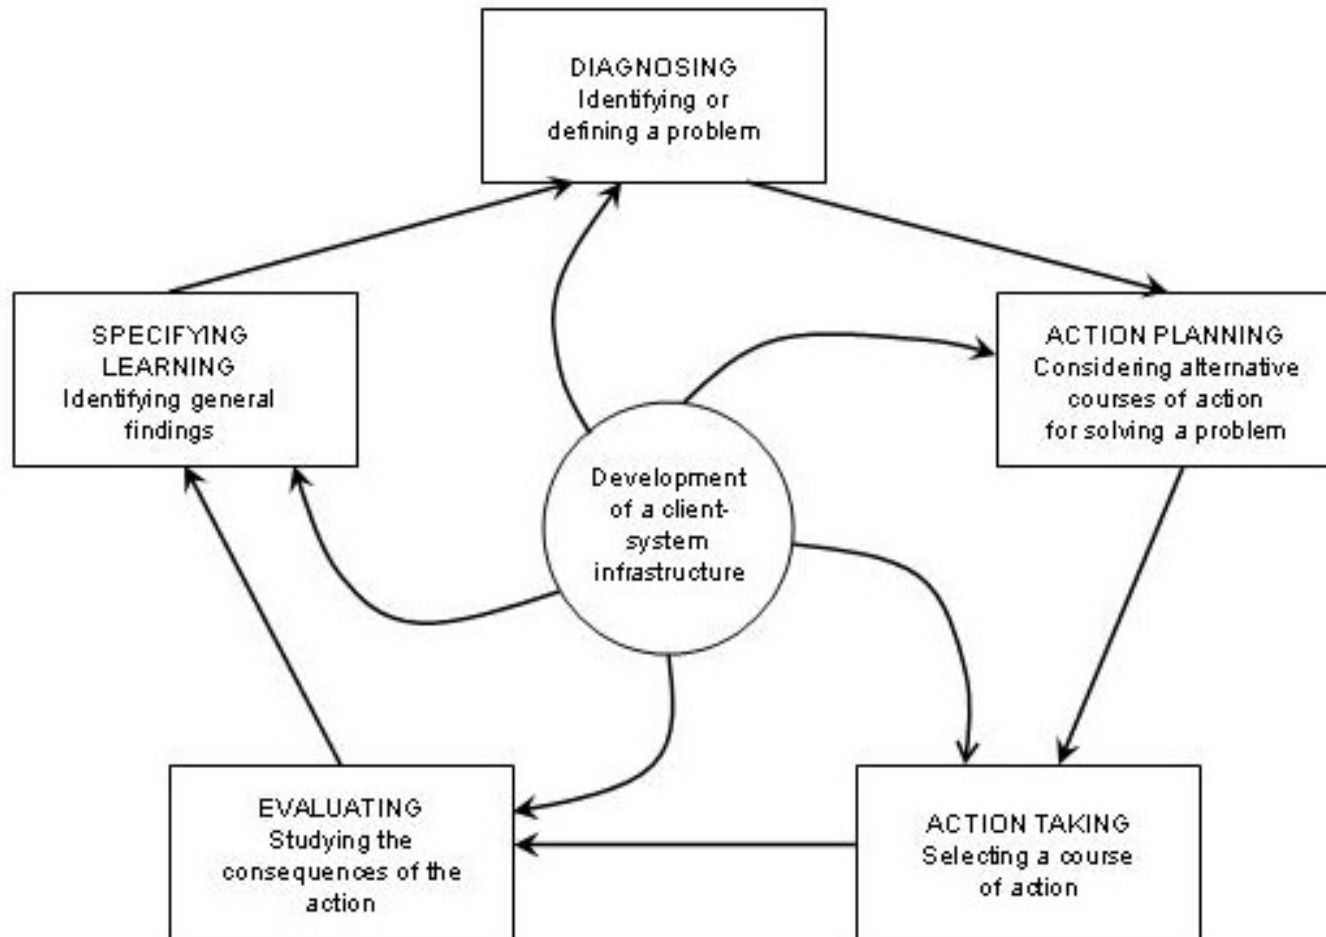 DIAGNOSING
Identifying or
defining a problem
SPECIFYING
LEARNING
Identifying general
findings
ACTION PLANNING
Considering alternative
courses of action
for solving a problem
Development
of a client-
system
infrastructure
EVALUATING
Studying the
consequences of the
action
ACTION TAKING
Selecting a course
of action